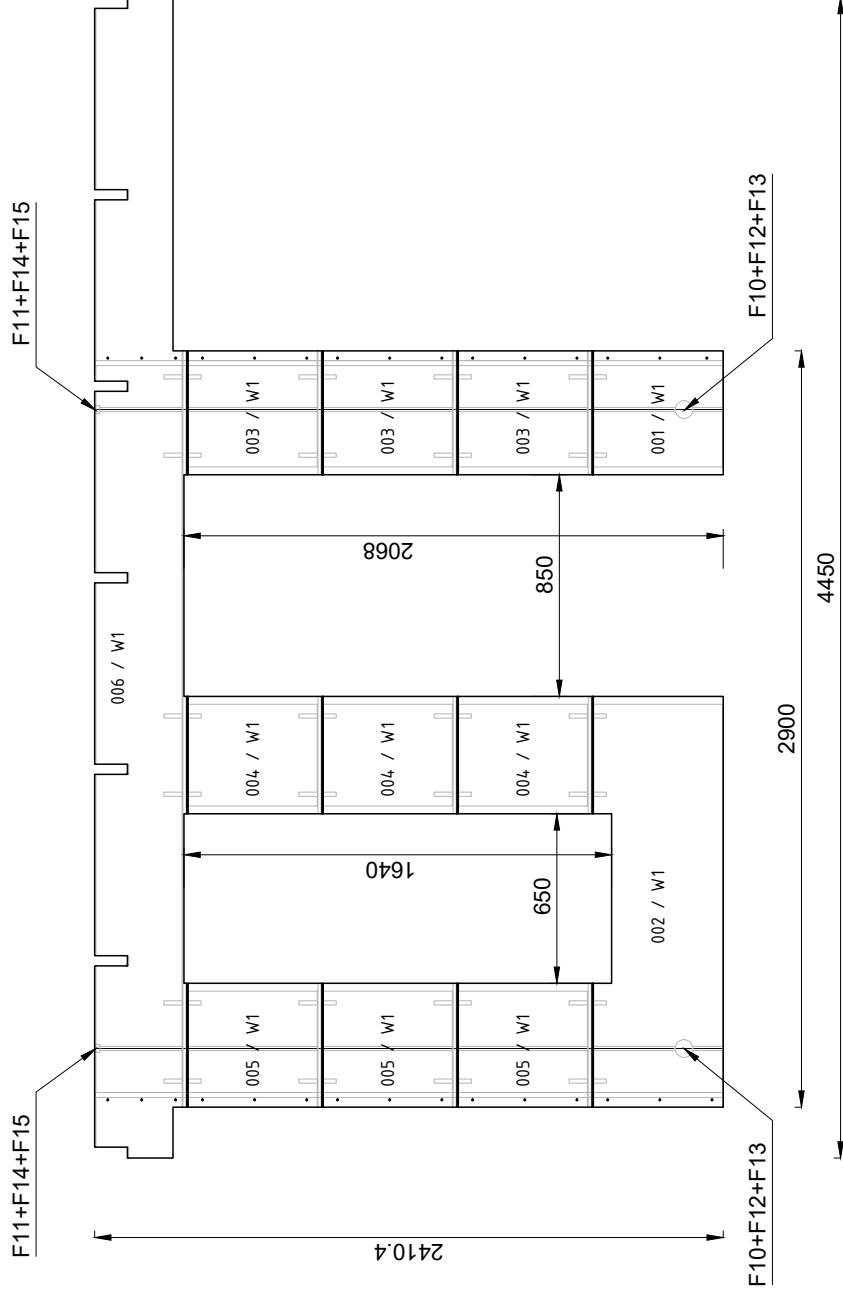 F11+F14+F15
F11+F14+F15
006 / W1
005 / W1
004 / W1
003 / W1
005 / W1
004 / W1
003 / W1
2410.4
1640
2068
005 / W1
004 / W1
003 / W1
650
850
002 / W1
001 / W1
F10+F12+F13
F10+F12+F13
2900
4450